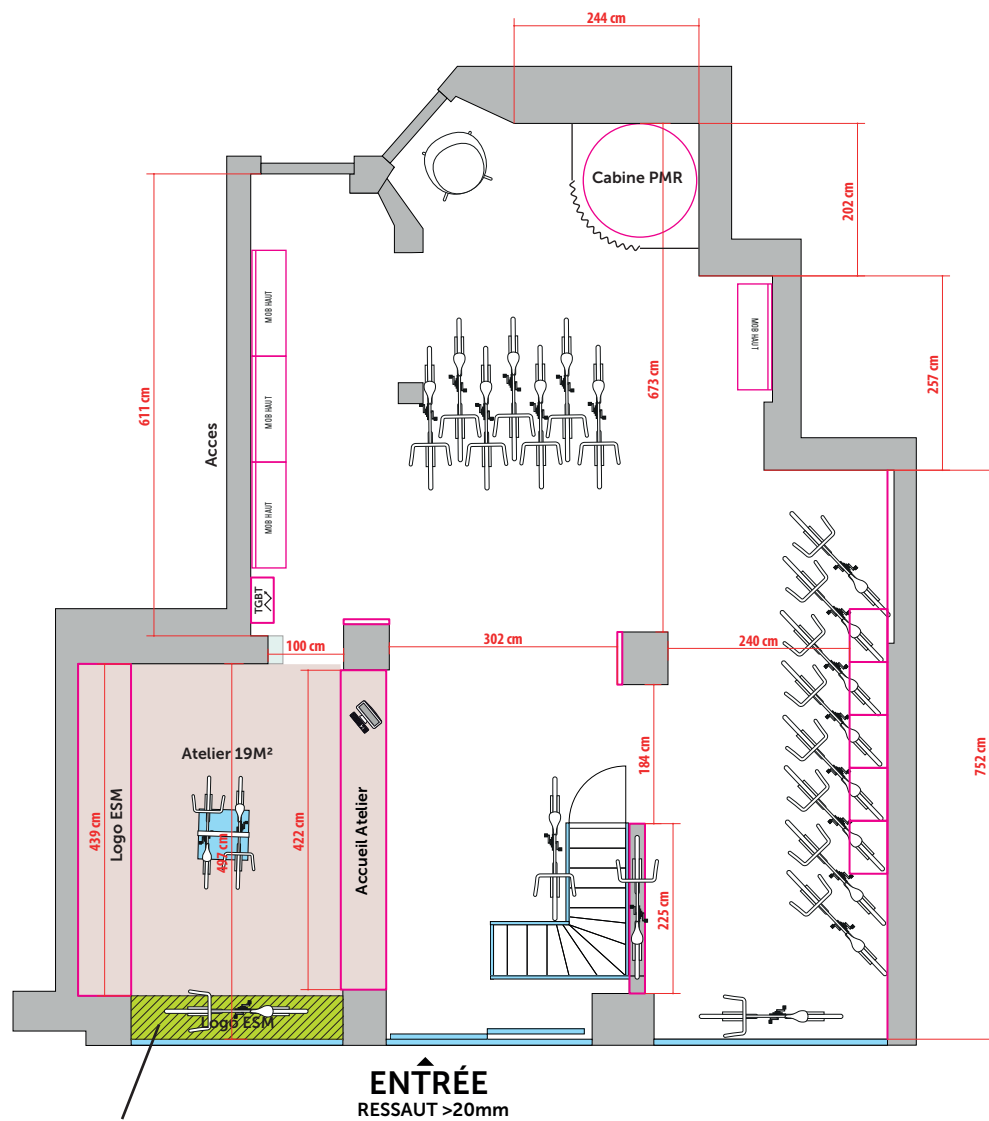 244 cm
Cabine PMR
202 cm
MOB HAUT
MOB HAUT
673 cm
257 cm
611 cm
Acces
MOB HAUT
MOB HAUT
TGBT
100 cm
302 cm
240 cm
Atelier 19M²
184 cm
752 cm
439 cm
Logo ESM
497 cm
422 cm
Accueil Atelier
225 cm
Logo ESM
ENTRÉE
RESSAUT >20mm